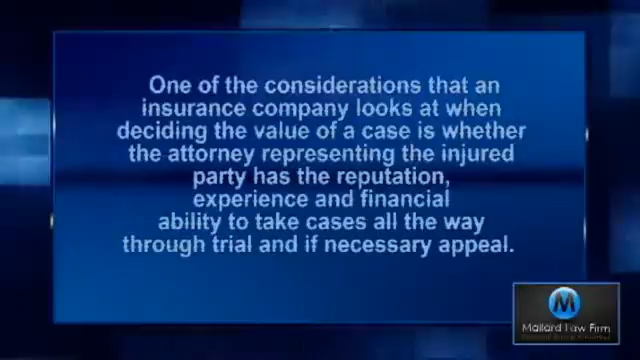 One of the considerations that an
insurance company looks at when
deciding the value of a case is whether
the attorney representing the injured
party has the reputation,
experience and financial
ability to take cases all the way
through trial and if necessary appeal.
M
Mallard Law Firm